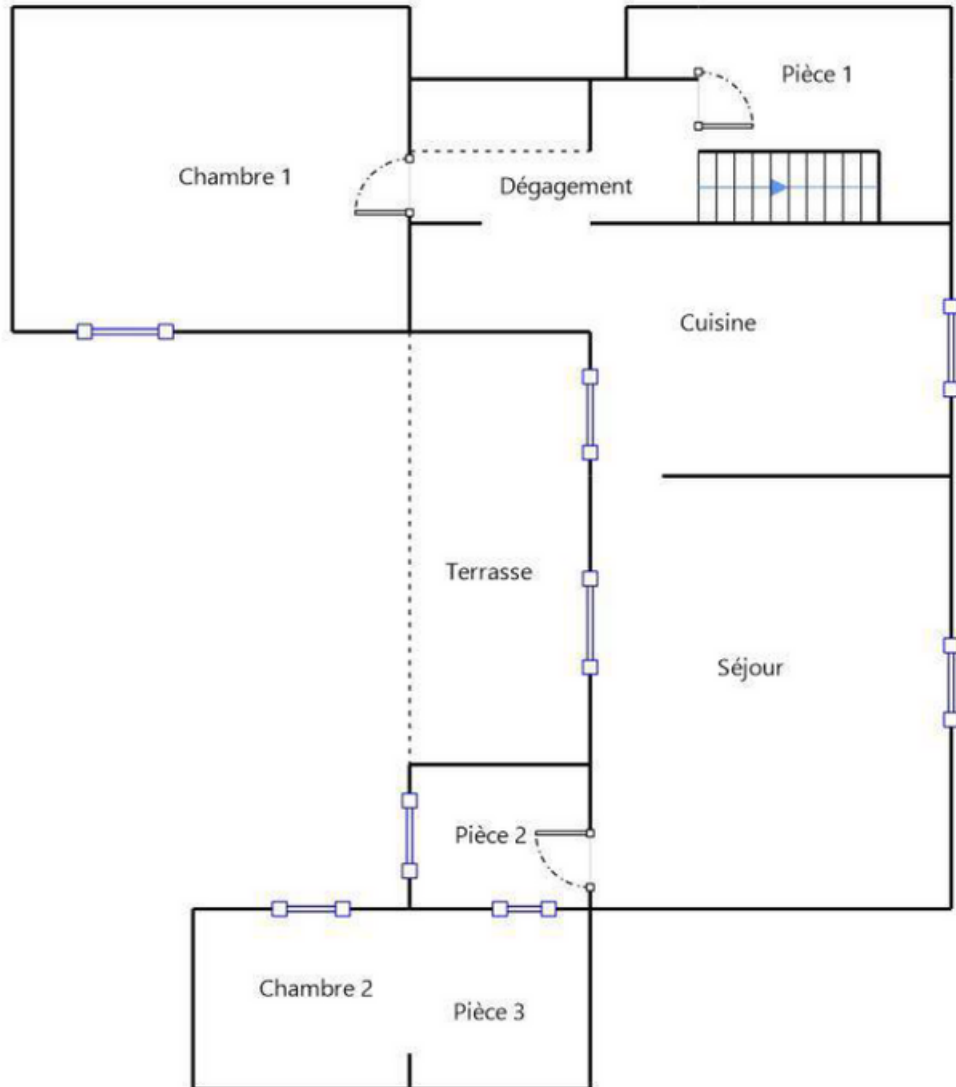 Pièce 1
Chambre 1
Dégagement
Cuisine
Terrasse
Séjour
Pièce 2
Chambre 2
Pièce 3